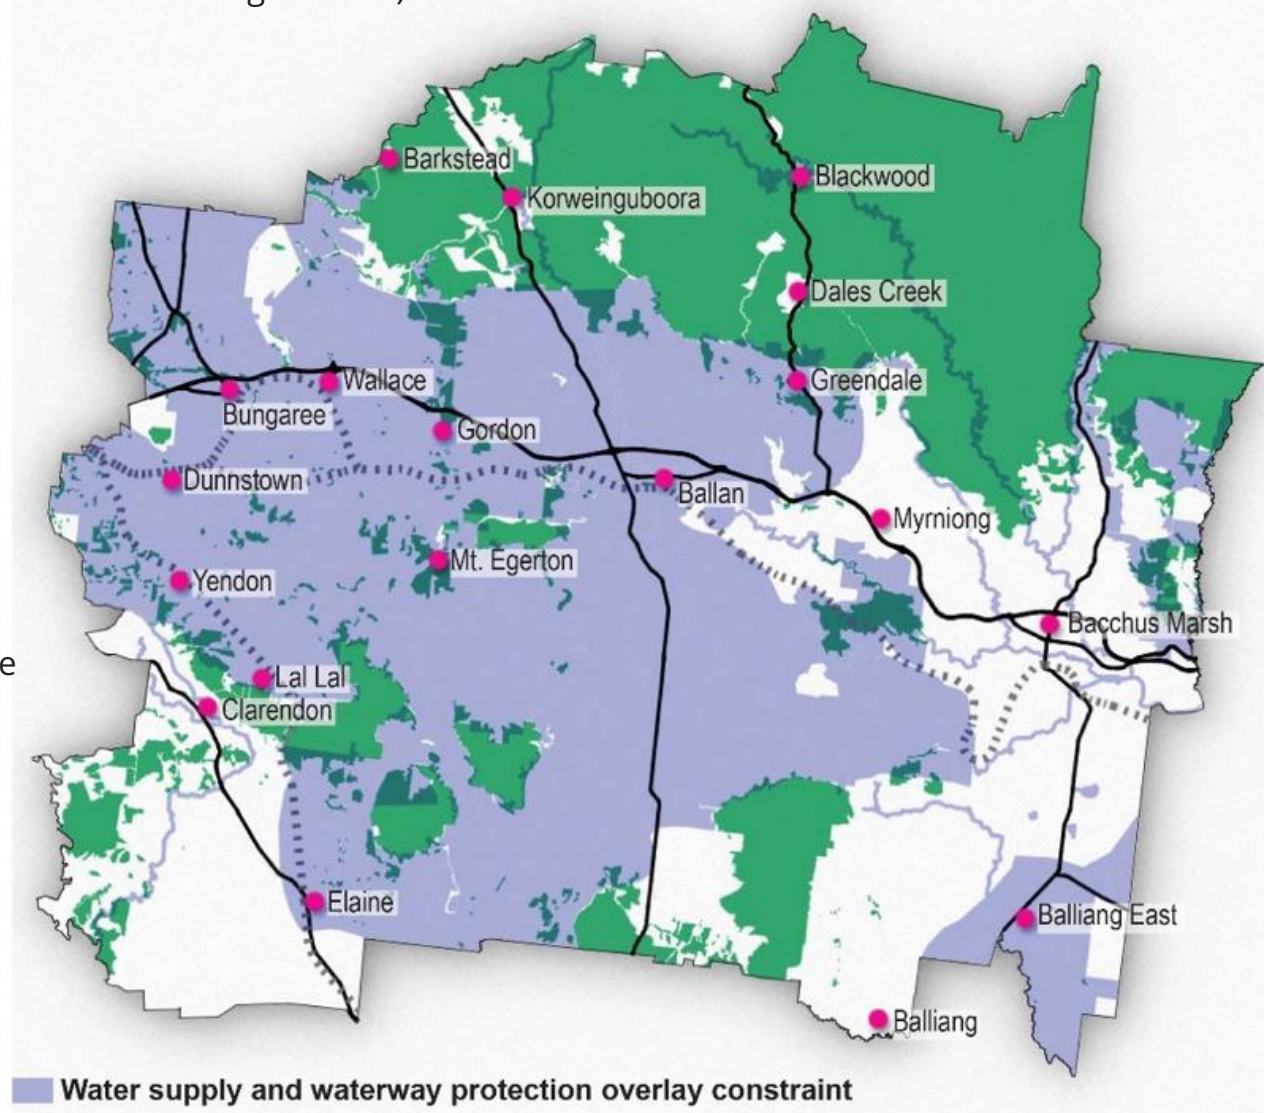 Barkstead
Blackwood
Korweinguboora
Dales Creek
Wallace
Greendale
Bungaree
Gordon
Dunnstown
Ballan
Myrniong
Mt. Egerton
Yendon
Bacchus Marsh
e
Lal Lal
Clarendon
Elaine
Balliang East
Balliang
Water supply and waterway protection overlay constraint